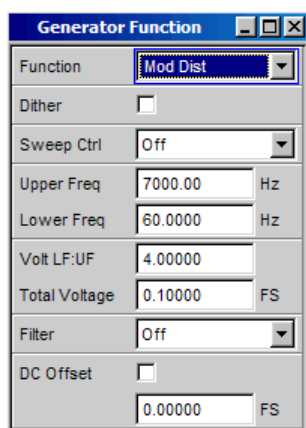 Generator Function
Function Mod Dist
Dither
Sweep Ctrl Off
Upper Freq 7000.00 Hz
Lower Freq 60.0000 Hz
Volt LF:UF 4.00000
Total Voltage 0.10000 FS
Filter Off
DC Offset
0.00000 FS